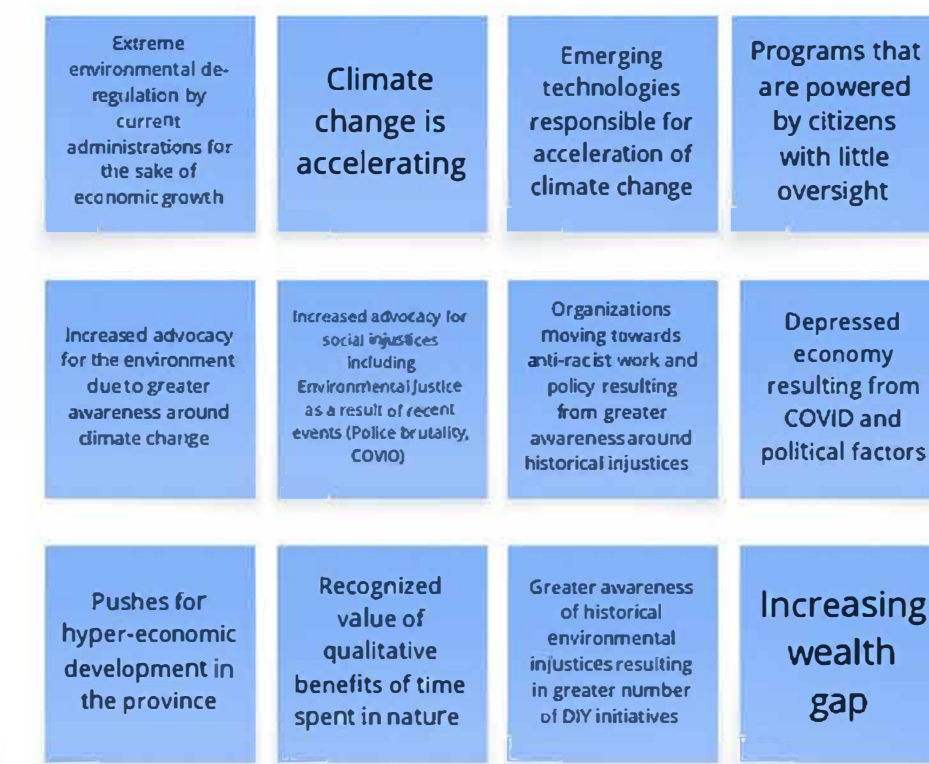 Extreme
environmental de-
regulation by
current
administrations for
the sake of
economic growth
Climate
change is
accelerating
Emerging
technologies
responsible for
acceleration of
climate change
Programs that
are powered
by citizens
with little
oversight
Increased advocacy
for the environment
due to greater
awareness around
climate change
Increased advocacy for
social injustices
including
Environmental Justice
as a result of recent
events (Police brutality,
COVID)
Organizations
moving towards
anti-racist work and
policy resulting
from greater
awareness around
historical injustices
Depressed
economy
resulting from
COVID and
political factors
Pushes for
hyper-economic
development in
the province
Recognized
value of
qualitative
benefits of time
spent in nature
Greater awareness
of historical
environmental
injustices resulting
in greater number
of DIY initiatives
Increasing
wealth
gap